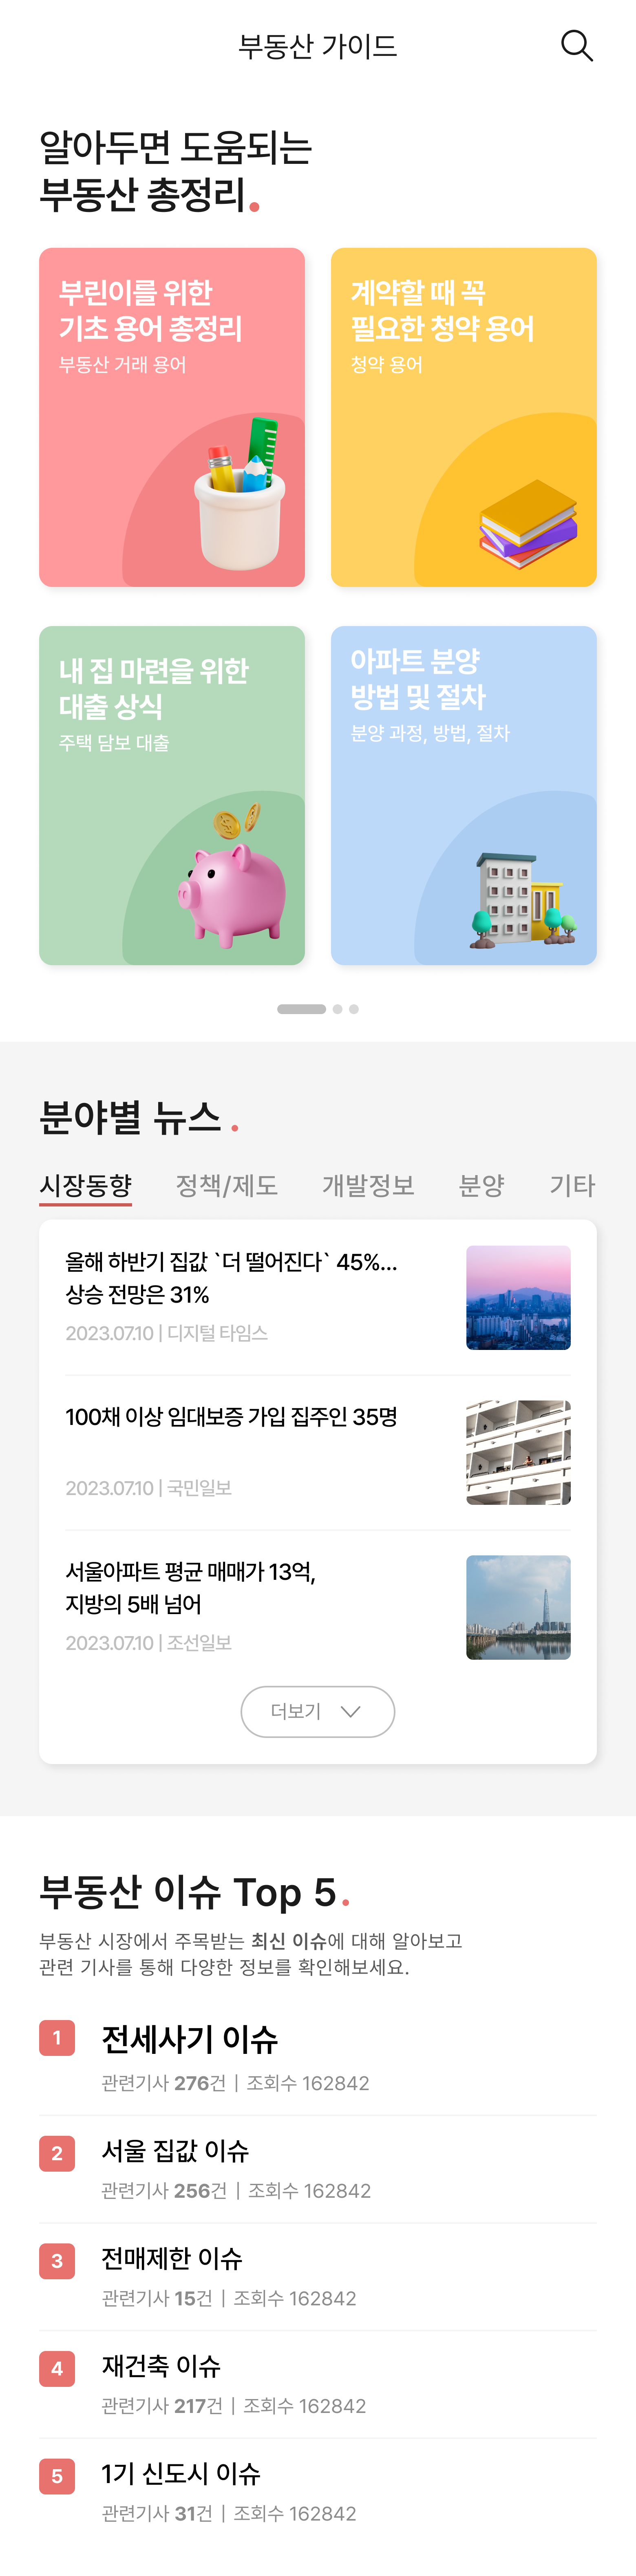 부동산 가이드
알아두면 도움되는
부동산 총정리.
부린이를 위한
기초 용어 총정리
부동산 거래 용어
계약할 때 꼭
필요한 청약 용어
청약 용어
내 집 마련을 위한
대출 상식
주택 담보 대출
아파트 분양
방법 및 절차
분양 과정, 방법, 절차
분야별 뉴스 .
시장동향 정책/제도 개발정보 분양 기타
올해 하반기 집값 `더 떨어진다` 45%...
상승 전망은 31%
2023.07.10 | 디지털 타임스
100채 이상 임대보증 가입 집주인 35명
2023.07.10 | 국민일보
서울아파트 평균 매매가 13억,
지방의 5배 넘어
2023.07.10 | 조선일보
더보기
부동산 이슈 Top 5.
부동산 시장에서 주목받는 최신 이슈에 대해 알아보고
관련 기사를 통해 다양한 정보를 확인해보세요.
1 전세사기 이슈
관련기사 276건 | 조회수 162842
2 서울 집값 이슈
관련기사 256건 | 조회수 162842
3 전매제한 이슈
관련기사 15건 | 조회수 162842
4 재건축 이슈
관련기사 217건 | 조회수 162842
5 1기 신도시 이슈
관련기사 31건 | 조회수 162842